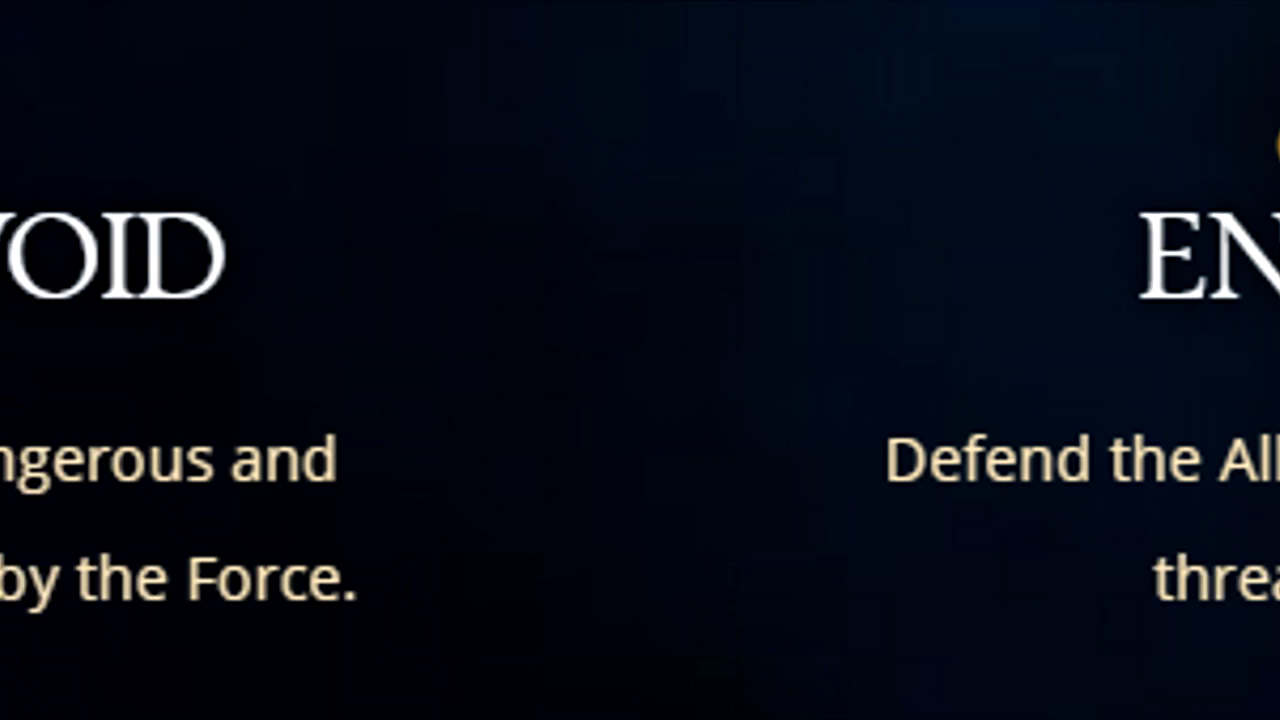 VOID
ngerous and
by the Force.
EN
Defend the All
threa